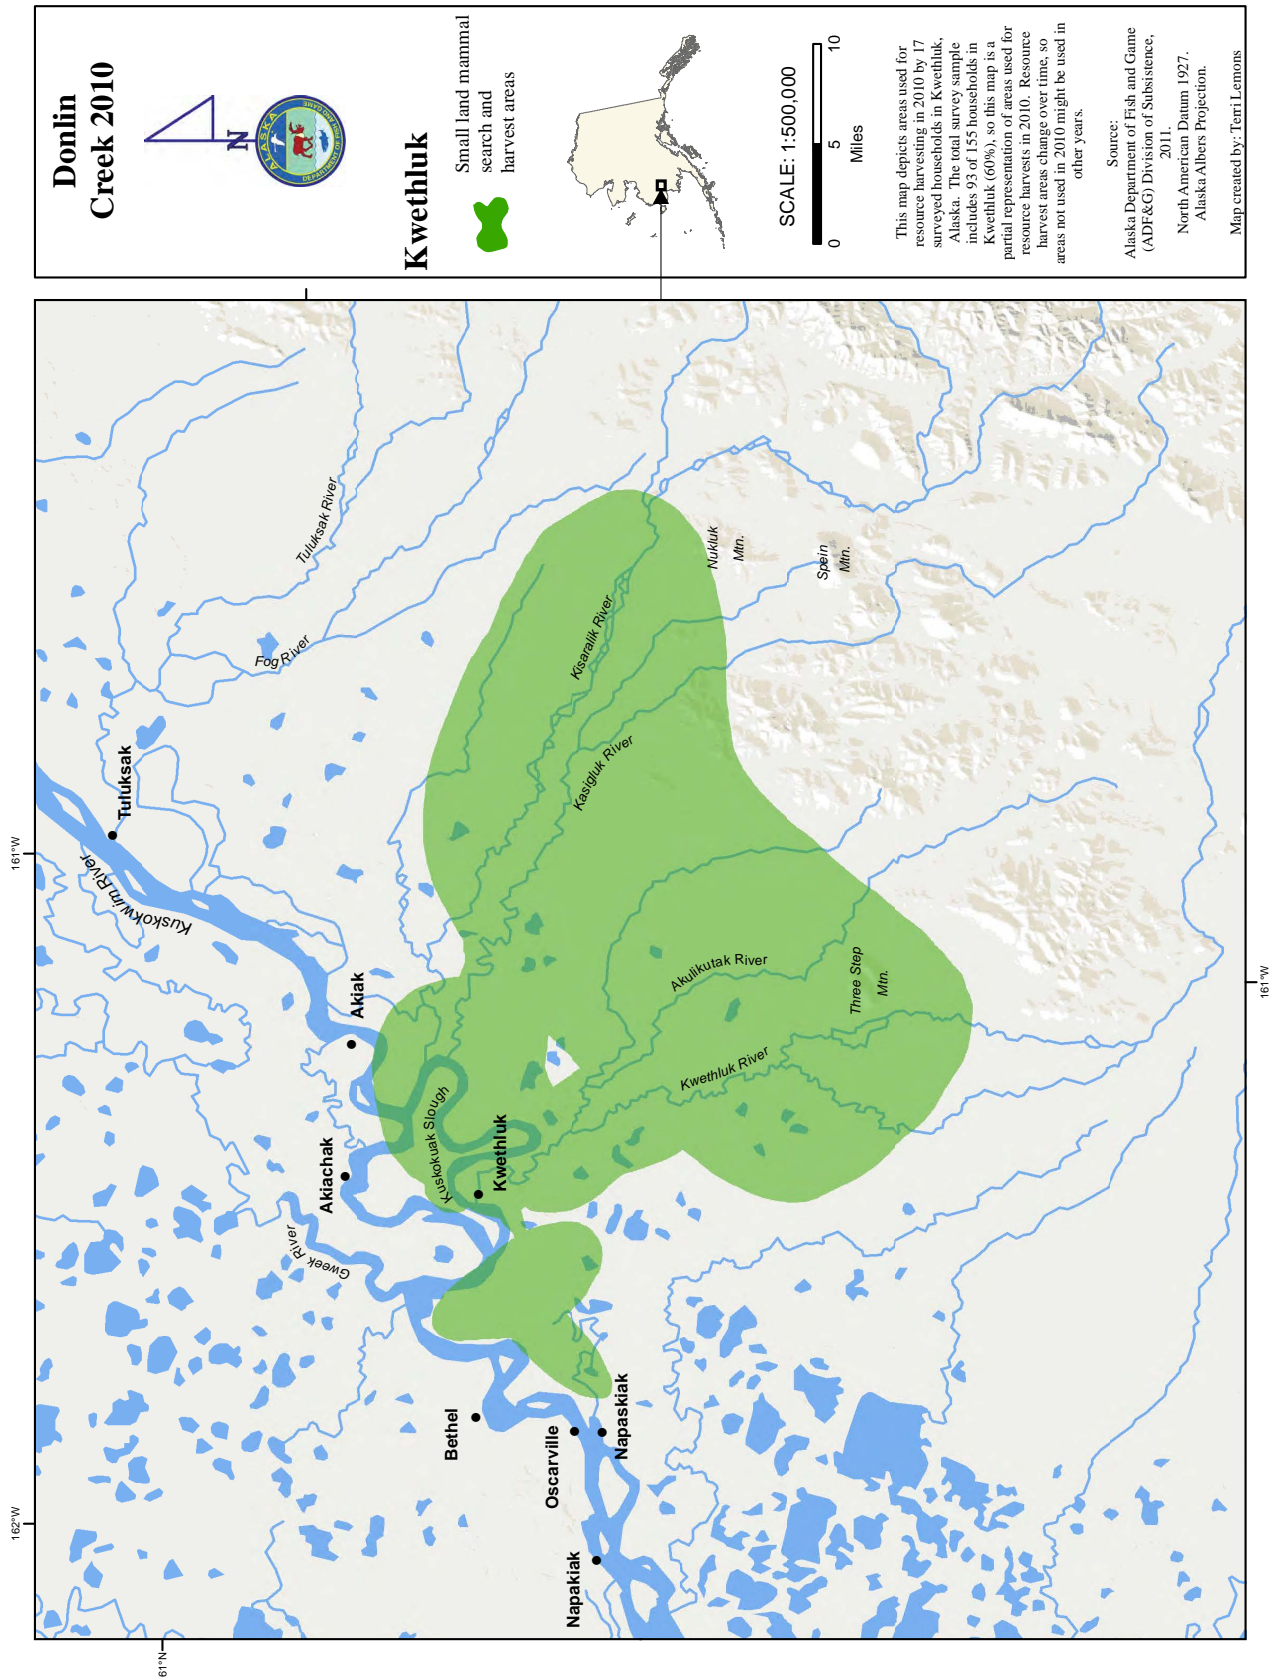 Donlin
Creek 2010
N
ALASKA
DEPARTMENT OF FISH AND GAME
Kwethluk
Small land mammal
search and
harvest areas
SCALE: 1:500,000
0 5 10
Miles
This map depicts areas used for
resource harvesting in 2010 by 17
surveyed households in Kwethluk,
Alaska. The total survey sample
includes 93 of 155 households in
Kwethluk (60%), so this map is a
partial representation of areas used for
resource harvests in 2010. Resource
harvest areas change over time, so
areas not used in 2010 might be used in
other years.
Source:
Alaska Department of Fish and Game
(ADF&G) Division of Subsistence,
2011.
North American Datum 1927.
Alaska Albers Projection.
Map created by: Terri Lemons
161°W
162°W
61°N
161°W
Tuluksak
Kuskokwim River
Tuluksak River
Fog River
Akiak
Akiachak
Gweek River
Kuskokuak Slough
Kwethluk
Kisaralik River
Kasigluk River
Nukluk
Mtn.
Spein
Mtn.
Akulikutak River
Three Step
Mtn.
Kwethluk River
Bethel
Oscarville
Napaskiak
Napakiak